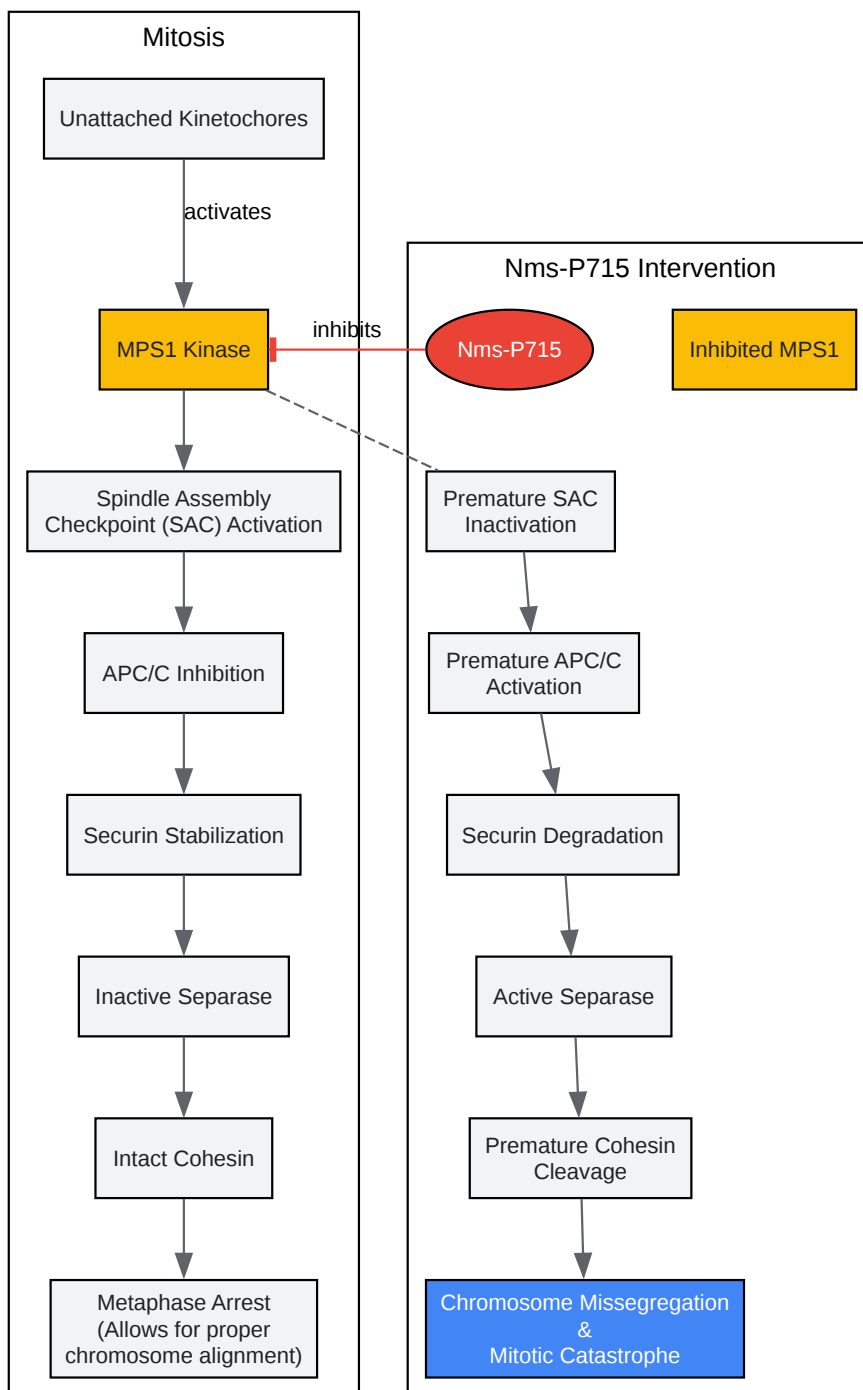 Mitosis
Unattached Kinetochores
activates
Nms-P715 Intervention
MPS1 Kinase
inhibits
Nms-P715
Inhibited MPS1
Spindle Assembly
Checkpoint (SAC) Activation
Premature SAC
Inactivation
APC/C Inhibition
Premature APC/C
Activation
Securin Stabilization
Securin Degradation
Inactive Separase
Active Separase
Intact Cohesin
Premature Cohesin
Cleavage
Metaphase Arrest
(Allows for proper
chromosome alignment)
Chromosome Missegregation
&
Mitotic Catastrophe